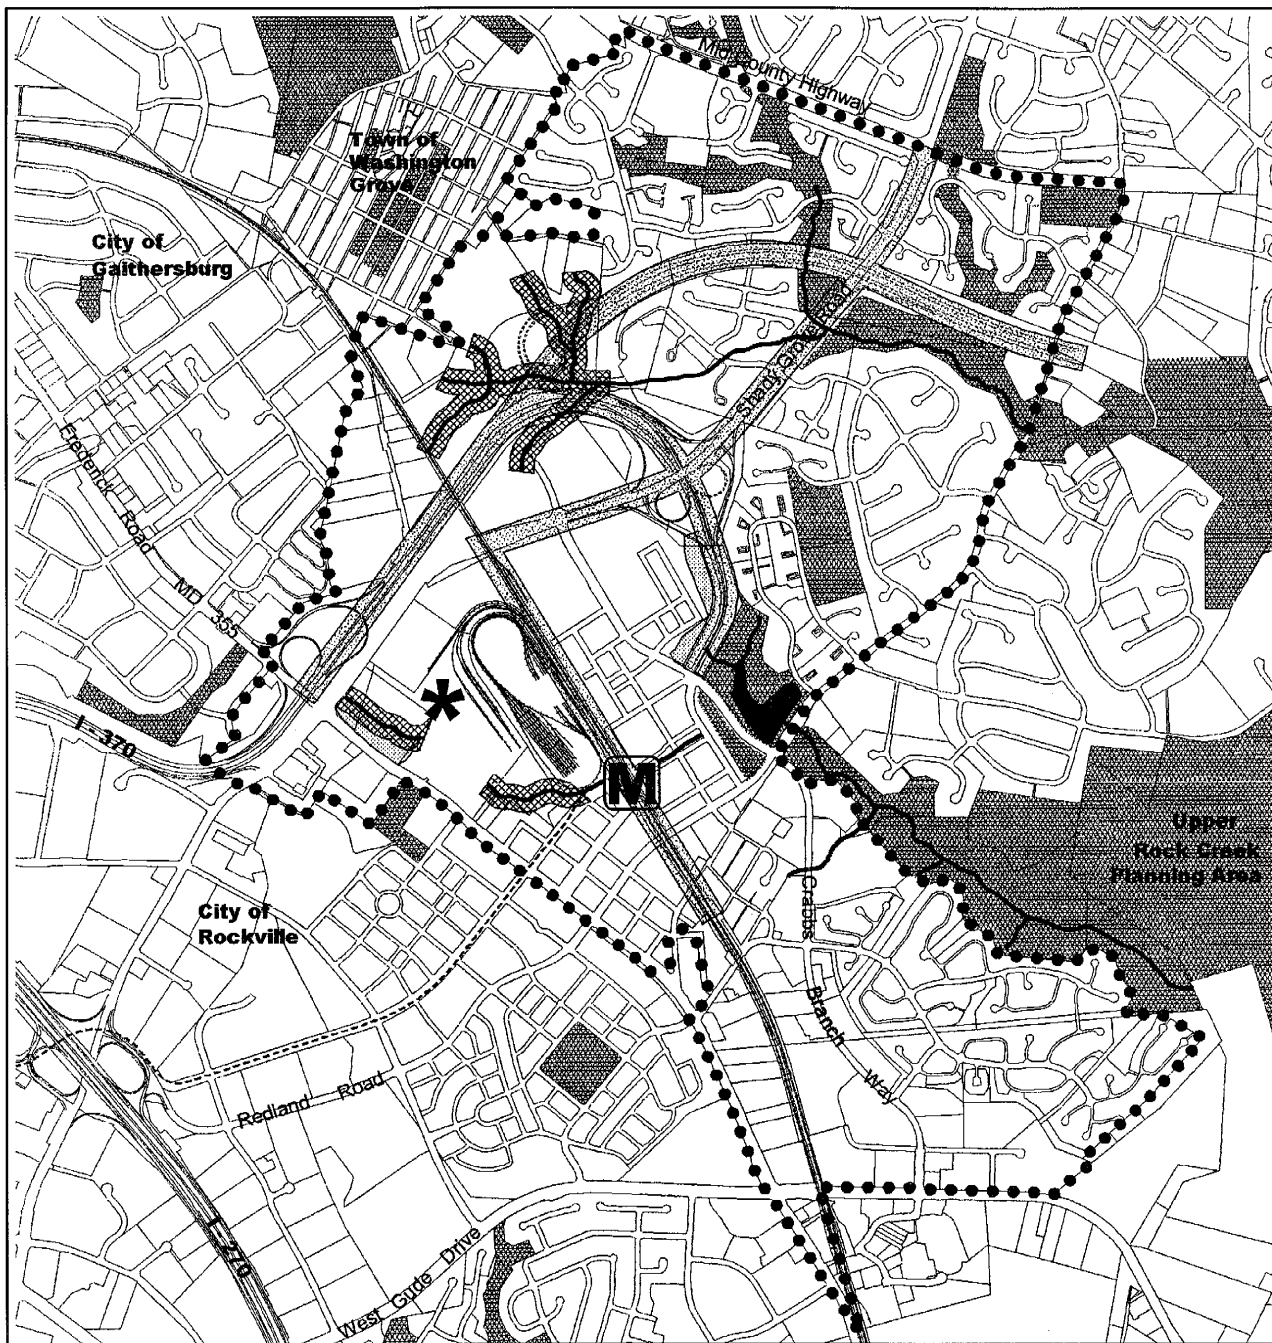 Mid County Highway
Town of
Washington
Grove
City of
Gaithersburg
Shady Grove Road
Frederick Road
MD 355
I - 370
M
Upper
Rock Creek
Planning Area
City of
Rockville
Crabbs
Branch
Way
Redland Road
I - 270
West Gude Drive